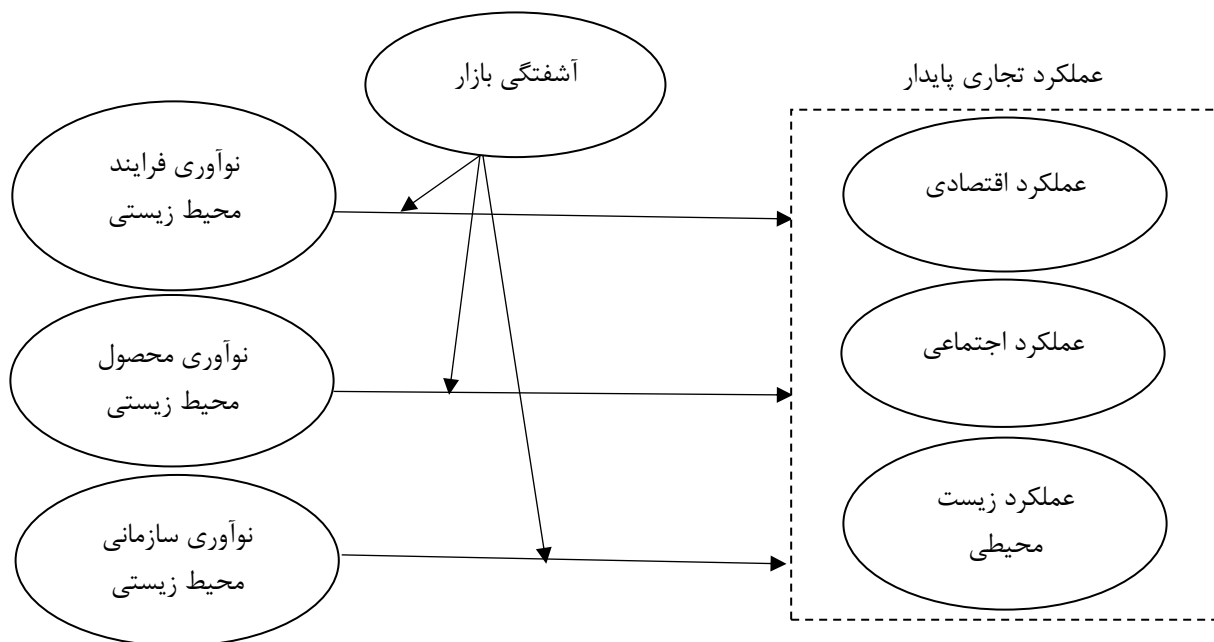 آشفتگی بازار
عملکرد تجاری پایدار
نوآوری فرایند
محیط زیستی
عملکرد اقتصادی
نوآوری محصول
محیط زیستی
عملکرد اجتماعی
نوآوری سازمانی
محیط زیستی
عملکرد زیست
محیطی